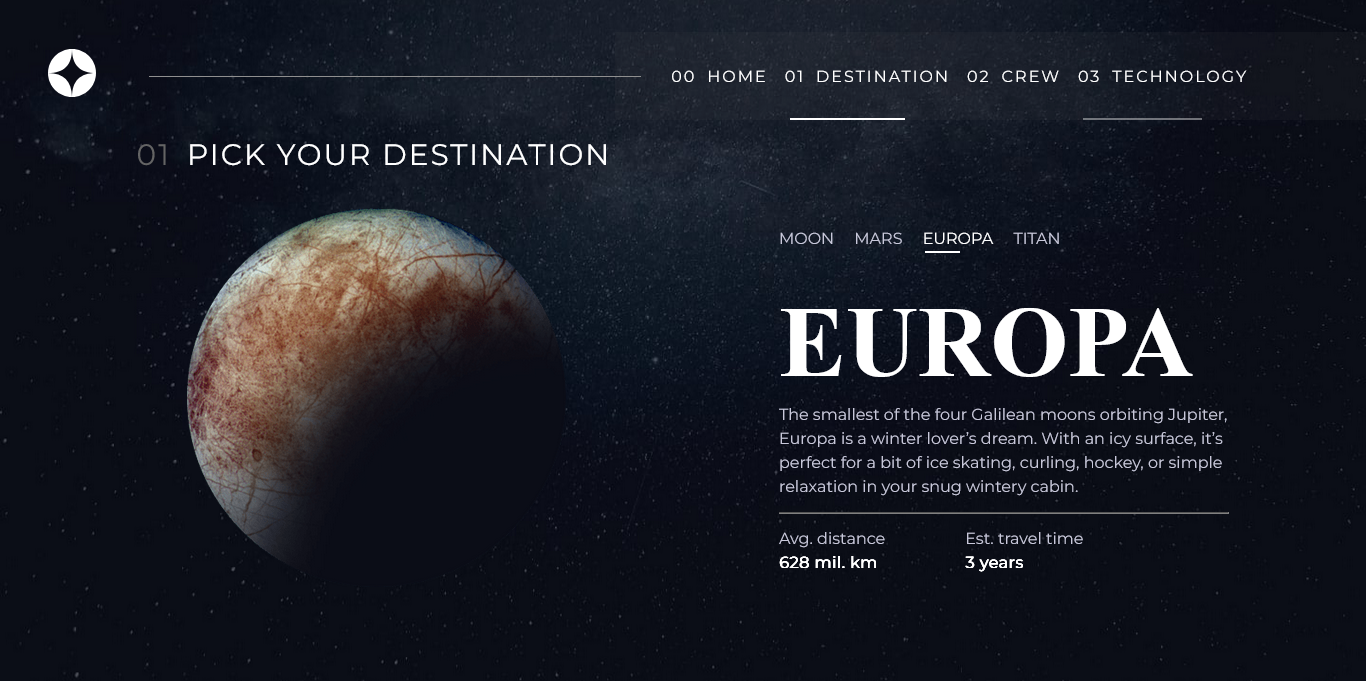 00 HOME 01 DESTINATION 02 CREW 03 TECHNOLOGY
01 PICK YOUR DESTINATION
MOON MARS EUROPA TITAN
EUROPA
The smallest of the four Galilean moons orbiting Jupiter,
Europa is a winter lover’s dream. With an icy surface, it’s
perfect for a bit of ice skating, curling, hockey, or simple
relaxation in your snug wintery cabin.
Avg. distance Est. travel time
628 mil. km 3 years